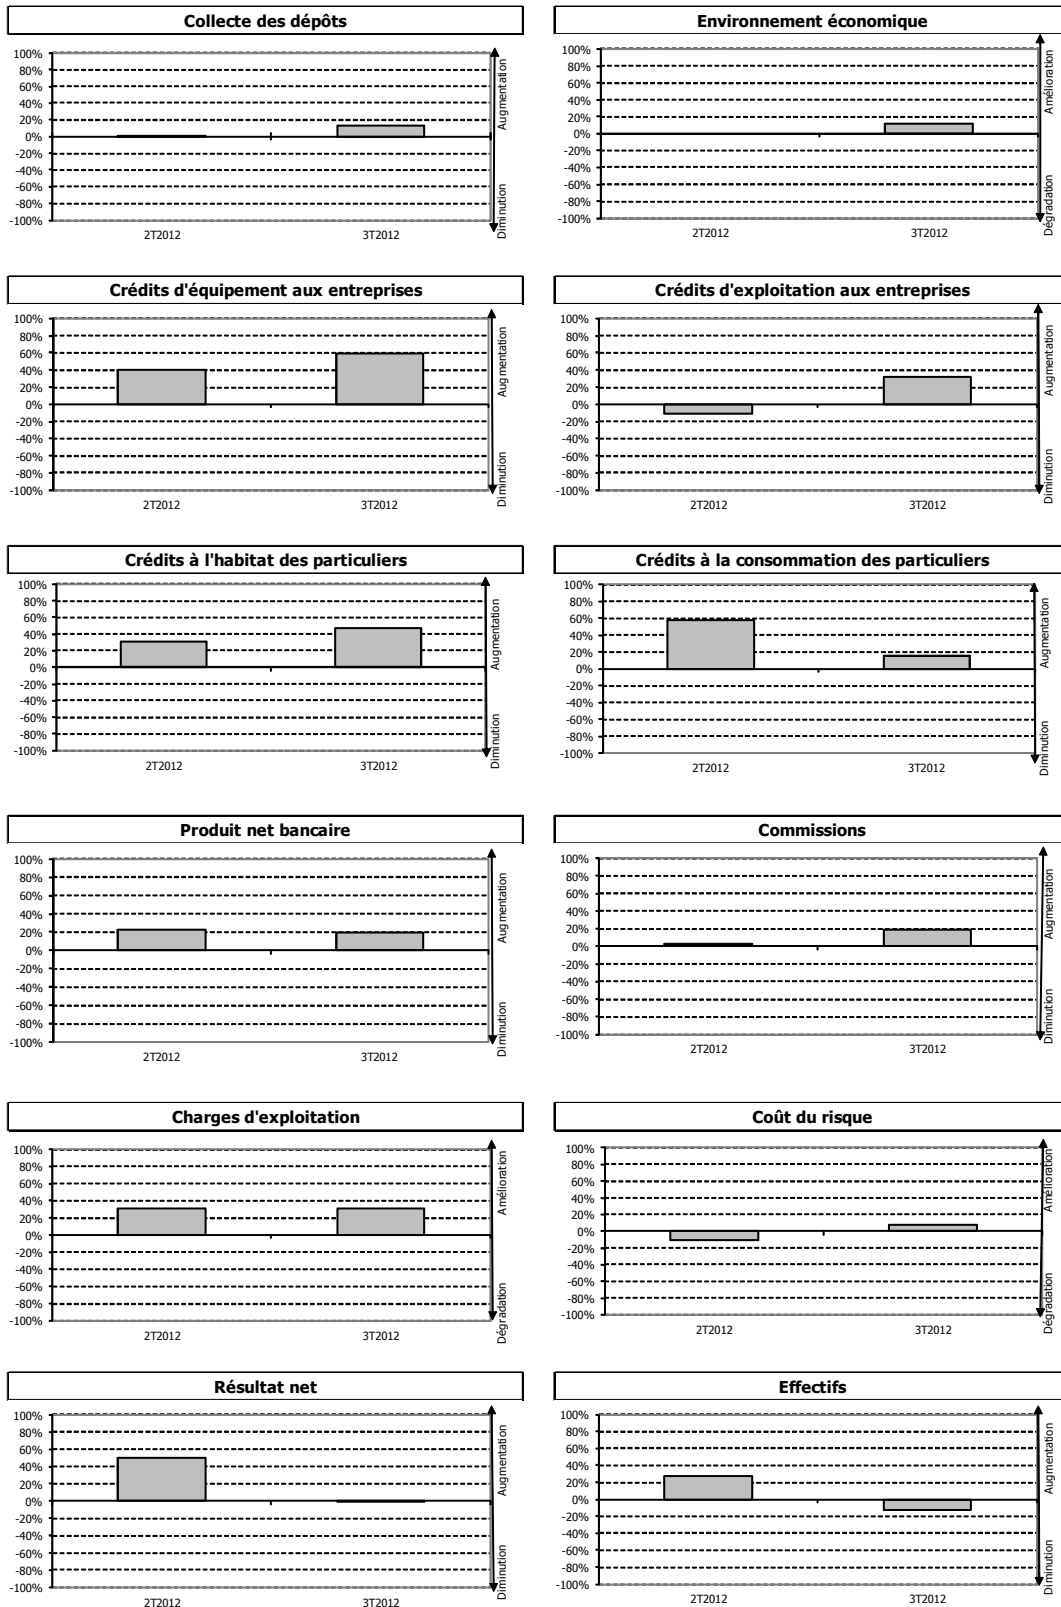 Collecte des dépôts
100%
80%
60%
40%
20%
0%
-20%
-40%
-60%
-80%
-100%
2T2012
3T2012
Augmentation
Diminution
Environnement économique
100%
80%
60%
40%
20%
0%
-20%
-40%
-60%
-80%
-100%
2T2012
3T2012
Amélioration
Dégradation
Crédits d'équipement aux entreprises
100%
80%
60%
40%
20%
0%
-20%
-40%
-60%
-80%
-100%
2T2012
3T2012
Augmentation
Diminution
Crédits d'exploitation aux entreprises
100%
80%
60%
40%
20%
0%
-20%
-40%
-60%
-80%
-100%
2T2012
3T2012
Augmentation
Diminution
Crédits à l'habitat des particuliers
100%
80%
60%
40%
20%
0%
-20%
-40%
-60%
-80%
-100%
2T2012
3T2012
Augmentation
Diminution
Crédits à la consommation des particuliers
100%
80%
60%
40%
20%
0%
-20%
-40%
-60%
-80%
-100%
2T2012
3T2012
Augmentation
Diminution
Produit net bancaire
100%
80%
60%
40%
20%
0%
-20%
-40%
-60%
-80%
-100%
2T2012
3T2012
Augmentation
Diminution
Commissions
100%
80%
60%
40%
20%
0%
-20%
-40%
-60%
-80%
-100%
2T2012
3T2012
Augmentation
Diminution
Charges d'exploitation
100%
80%
60%
40%
20%
0%
-20%
-40%
-60%
-80%
-100%
2T2012
3T2012
Amélioration
Dégradation
Coût du risque
100%
80%
60%
40%
20%
0%
-20%
-40%
-60%
-80%
-100%
2T2012
3T2012
Amélioration
Dégradation
Résultat net
100%
80%
60%
40%
20%
0%
-20%
-40%
-60%
-80%
-100%
2T2012
3T2012
Augmentation
Diminution
Effectifs
100%
80%
60%
40%
20%
0%
-20%
-40%
-60%
-80%
-100%
2T2012
3T2012
Augmentation
Diminution